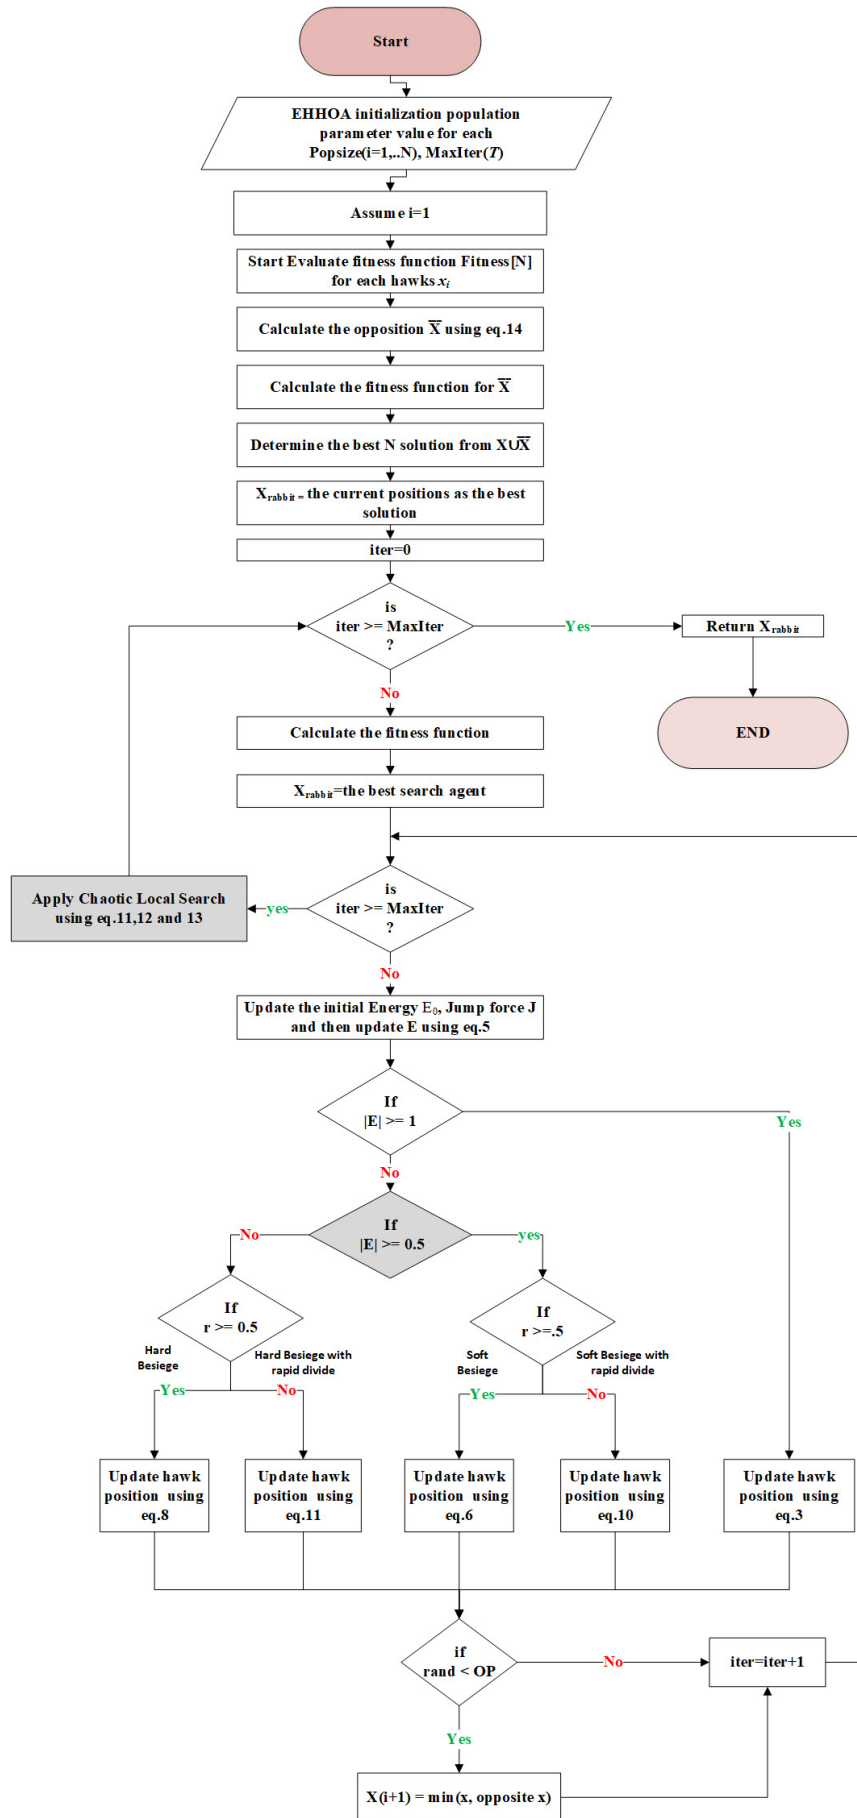 Start
EHHOA initialization population
parameter value for each
Popsize(i=1,..N), MaxIter(T)
Assume i=1
Start Evaluate fitness function Fitness[N]
for each hawks xᵢ
Calculate the opposition X̅ using eq.14
Calculate the fitness function for X̅
Determine the best N solution from X∪X̅
Xrabbit = the current positions as the best
solution
iter=0
is
iter >= MaxIter
?
Yes
Return Xrabbit
No
END
Calculate the fitness function
Xrabbit=the best search agent
Apply Chaotic Local Search
using eq.11,12 and 13
yes
is
iter >= MaxIter
?
No
Update the initial Energy E₀, Jump force J
and then update E using eq.5
If
|E| >= 1
Yes
No
If
|E| >= 0.5
No
yes
If
r >= 0.5
If
r >=.5
Hard
Besiege
Hard Besiege with
rapid divide
Soft
Besiege
Soft Besiege with
rapid divide
Yes
No
Yes
No
Update hawk
position using
eq.8
Update hawk
position using
eq.11
Update hawk
position using
eq.6
Update hawk
position using
eq.10
Update hawk
position using
eq.3
if
rand < OP
No
iter=iter+1
Yes
X(i+1) = min(x, opposite x)